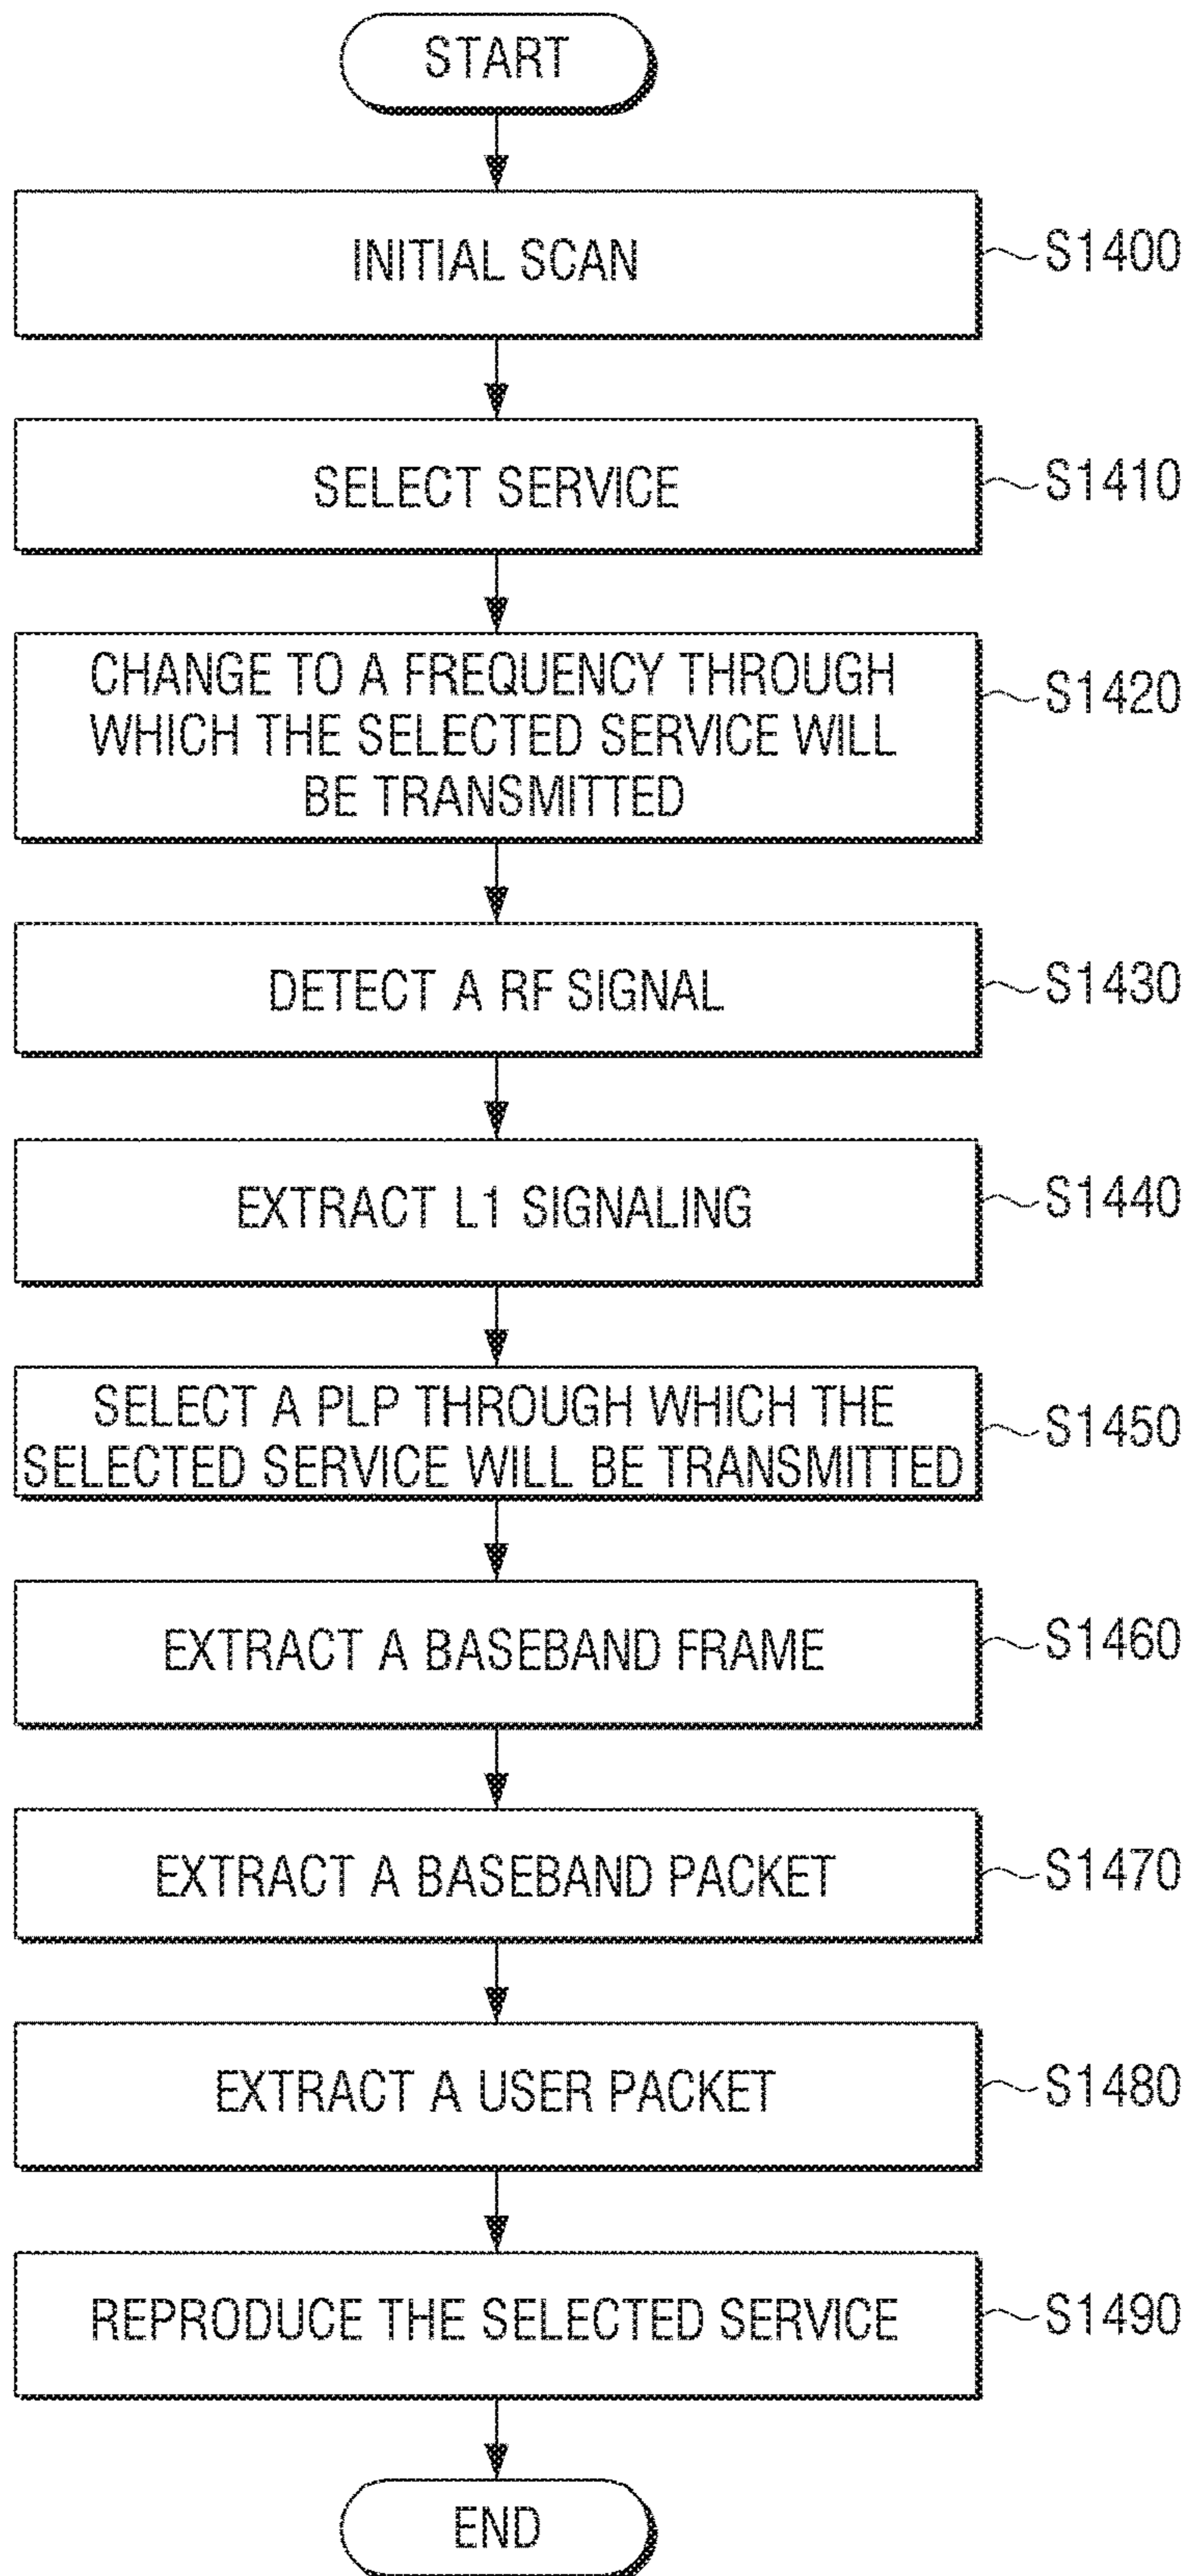 START
INITIAL SCAN
S1400
SELECT SERVICE
S1410
CHANGE TO A FREQUENCY THROUGH
WHICH THE SELECTED SERVICE WILL
BE TRANSMITTED
S1420
DETECT A RF SIGNAL
S1430
EXTRACT L1 SIGNALING
S1440
SELECT A PLP THROUGH WHICH THE
SELECTED SERVICE WILL BE TRANSMITTED
S1450
EXTRACT A BASEBAND FRAME
S1460
EXTRACT A BASEBAND PACKET
S1470
EXTRACT A USER PACKET
S1480
REPRODUCE THE SELECTED SERVICE
S1490
END